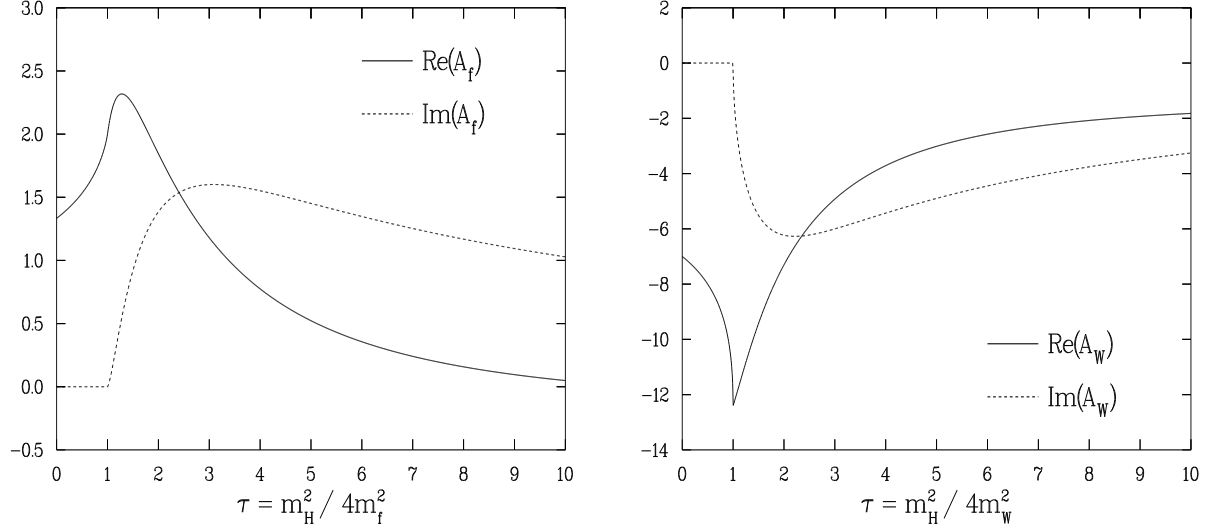 3.0
2.5
2.0
1.5
1.0
0.5
0.0
−0.5
0 1 2 3 4 5 6 7 8 9 10
Re(A_f)
Im(A_f)
τ = m_H^2 / 4m_f^2
2
0
−2
−4
−6
−8
−10
−12
−14
0 1 2 3 4 5 6 7 8 9 10
Re(A_W)
Im(A_W)
τ = m_H^2 / 4m_W^2